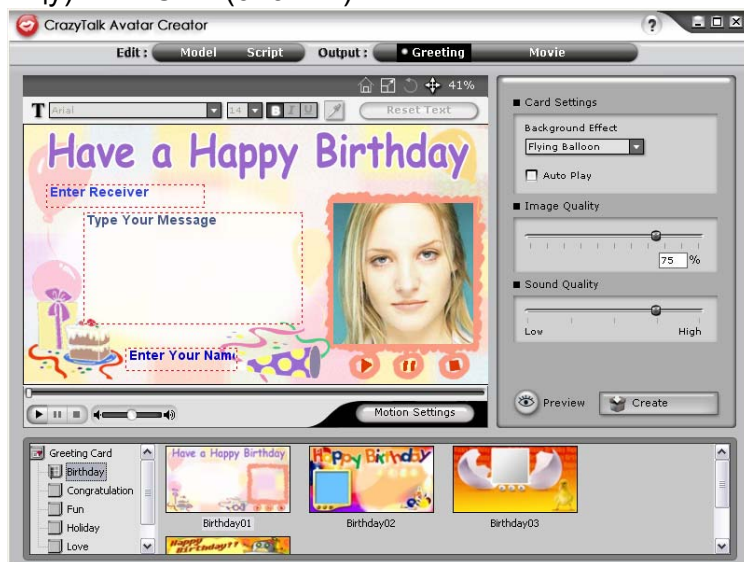 CrazyTalk Avatar Creator
?
Edit : Model Script Output : Greeting Movie
41%
T Arial 14 B I U Reset Text
Have a Happy Birthday
Enter Receiver
Type Your Message
Enter Your Nam
Motion Settings
Card Settings
Background Effect
Flying Balloon
Auto Play
Image Quality
75 %
Sound Quality
Low High
Preview Create
Greeting Card
Birthday
Congratulation
Fun
Holiday
Love
Have a Happy Birthday
Birthday01
Happy Birthday
Birthday02
Birthday03
Happy
Birthday!?